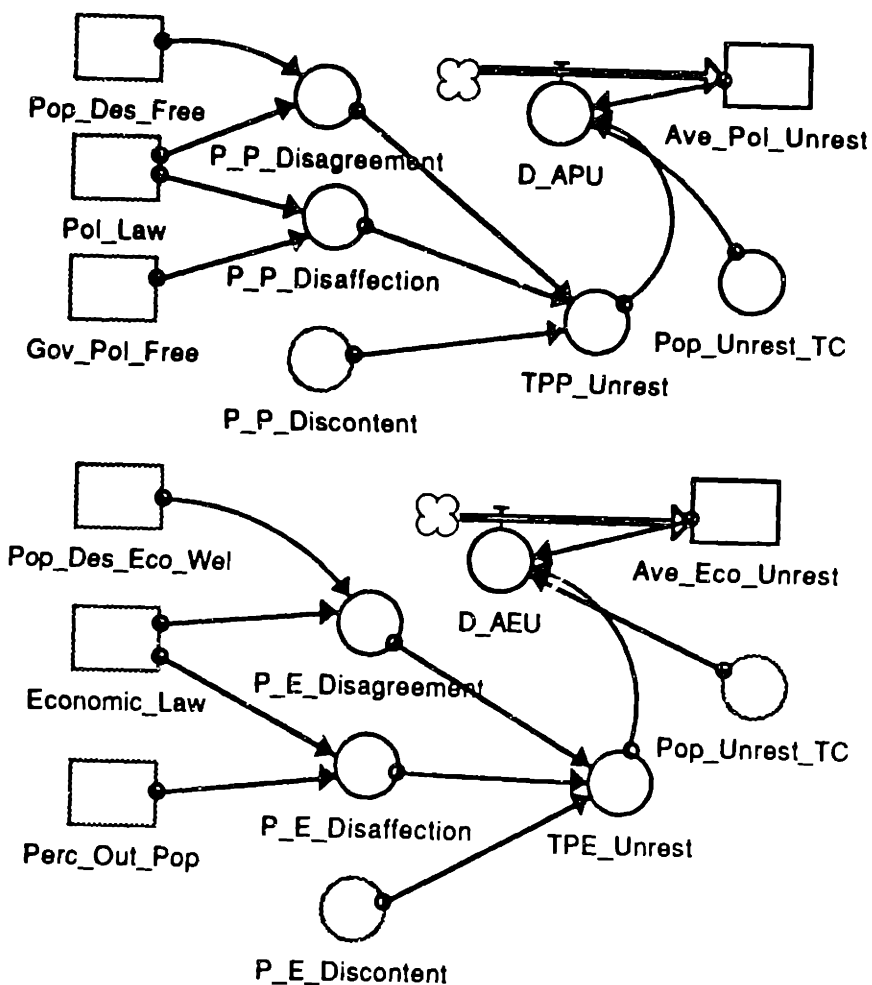 Pop_Des_Free
P_P_Disagreement
Ave_Pol_Unrest
D_APU
Pol_Law
P_P_Disaffection
Gov_Pol_Free
Pop_Unrest_TC
TPP_Unrest
P_P_Discontent
Pop_Des_Eco_Wel
Ave_Eco_Unrest
D_AEU
P_E_Disagreement
Economic_Law
Pop_Unrest_TC
P_E_Disaffection
TPE_Unrest
Perc_Out_Pop
P_E_Discontent